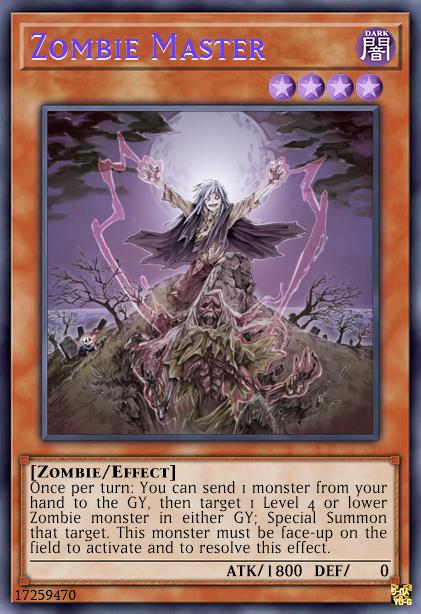 Zombie Master
DARK
闇
[Zombie/Effect]
Once per turn: You can send 1 monster from your
hand to the GY, then target 1 Level 4 or lower
Zombie monster in either GY; Special Summon
that target. This monster must be face-up on the
field to activate and to resolve this effect.
ATK/1800 DEF/ 0
17259470